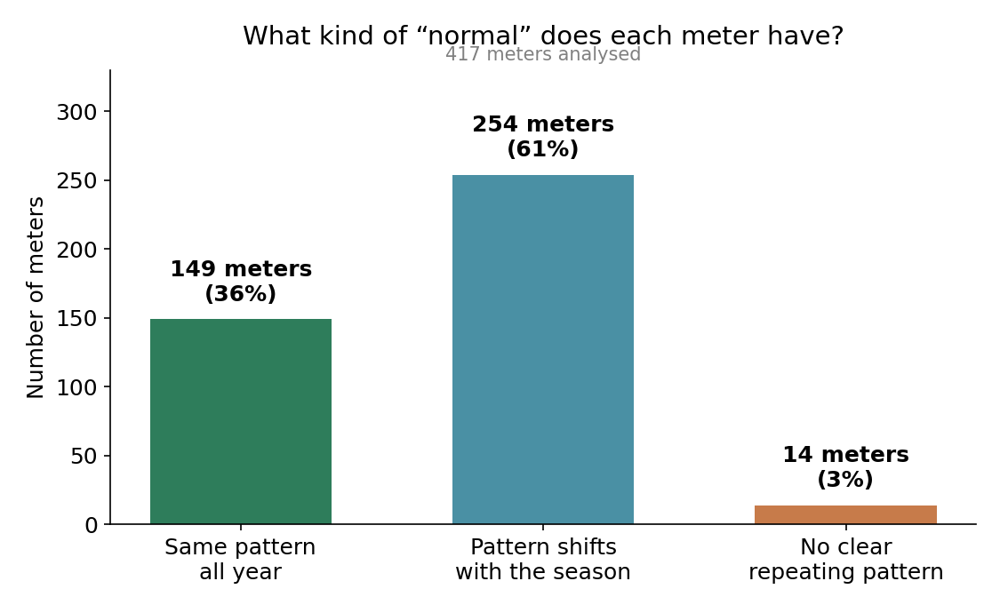 What kind of “normal” does each meter have?
417 meters analysed
Number of meters
300
250
200
150
100
50
0
149 meters
(36%)
254 meters
(61%)
14 meters
(3%)
Same pattern
all year
Pattern shifts
with the season
No clear
repeating pattern